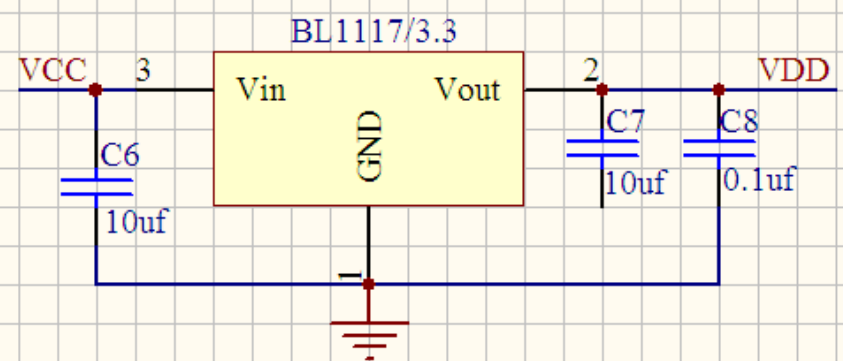 BL1117/3.3
VCC
3
Vin
Vout
2
VDD
GND
C6
10uf
C7
10uf
C8
0.1uf
1